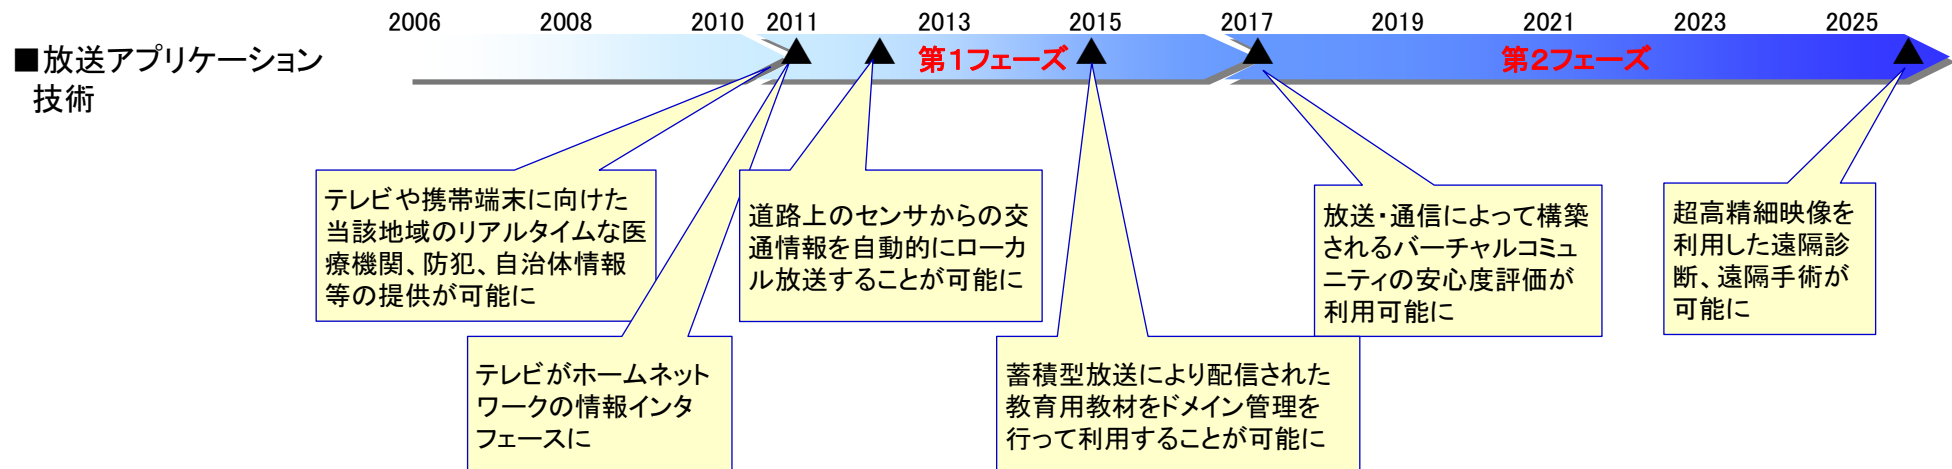 2006 2008 2010 2011 2013 2015 2017 2019 2021 2023 2025
■放送アプリケーション
技術
第1フェーズ
第2フェーズ
テレビや携帯端末に向けた
当該地域のリアルタイムな医
療機関、防犯、自治体情報
等の提供が可能に
テレビがホームネット
ワークの情報インタ
フェースに
道路上のセンサからの交
通情報を自動的にローカ
ル放送することが可能に
蓄積型放送により配信された
教育用教材をドメイン管理を
行って利用することが可能に
放送・通信によって構築
されるバーチャルコミュ
ニティの安心度評価が
利用可能に
超高精細映像を
利用した遠隔診
断、遠隔手術が
可能に